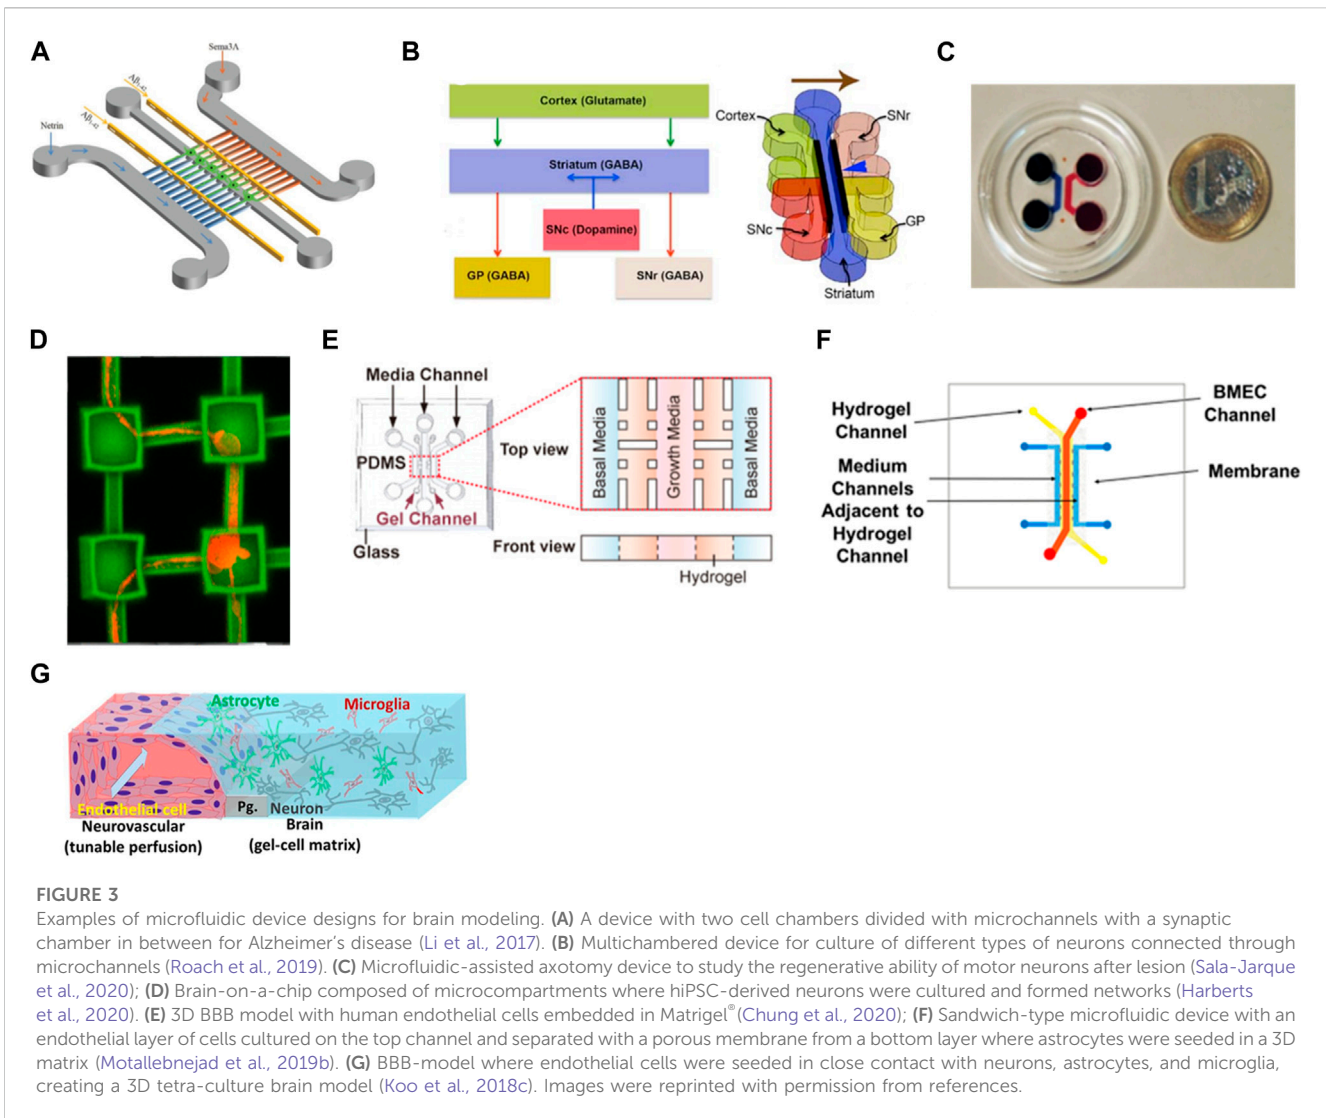 A
Sema3A
Aβ₁₋₄₂
Aβ₁₋₄₂
Netrin
B
Cortex (Glutamate)
Striatum (GABA)
SNc (Dopamine)
GP (GABA)
SNr (GABA)
Cortex
SNr
SNc
GP
Striatum
C
D
E
Media Channel
PDMS
Gel Channel
Glass
Top view
Basal Media
Growth Media
Basal Media
Front view
Hydrogel
F
Hydrogel
Channel
BMEC
Channel
Medium
Channels
Adjacent to
Hydrogel
Channel
Membrane
G
Astrocyte
Microglia
Endothelial cell
Pg.
Neuron
Neurovascular
(tunable perfusion)
Brain
(gel-cell matrix)
FIGURE 3
Examples of microfluidic device designs for brain modeling. (A) A device with two cell chambers divided with microchannels with a synaptic
chamber in between for Alzheimer's disease (Li et al., 2017). (B) Multichambered device for culture of different types of neurons connected through
microchannels (Roach et al., 2019). (C) Microfluidic-assisted axotomy device to study the regenerative ability of motor neurons after lesion (Sala-Jarque
et al., 2020); (D) Brain-on-a-chip composed of microcompartments where hiPSC-derived neurons were cultured and formed networks (Harberts
et al., 2020). (E) 3D BBB model with human endothelial cells embedded in Matrigel® (Chung et al., 2020); (F) Sandwich-type microfluidic device with an
endothelial layer of cells cultured on the top channel and separated with a porous membrane from a bottom layer where astrocytes were seeded in a 3D
matrix (Motallebnejad et al., 2019b). (G) BBB-model where endothelial cells were seeded in close contact with neurons, astrocytes, and microglia,
creating a 3D tetra-culture brain model (Koo et al., 2018c). Images were reprinted with permission from references.